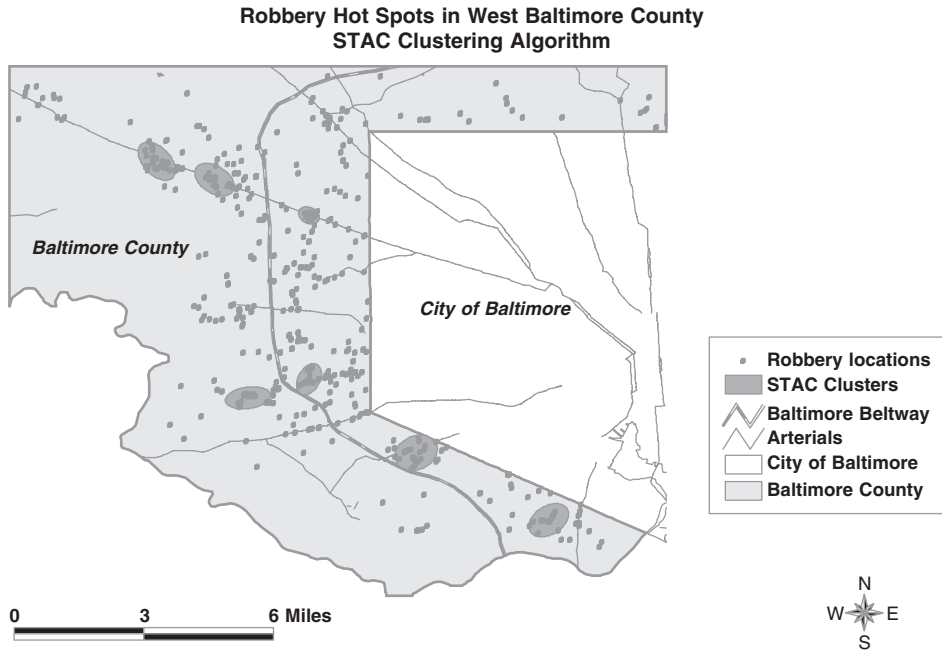 Robbery Hot Spots in West Baltimore County
STAC Clustering Algorithm
Baltimore County
City of Baltimore
Robbery locations
STAC Clusters
Baltimore Beltway
Arterials
City of Baltimore
Baltimore County
0 3 6 Miles
N
W E
S